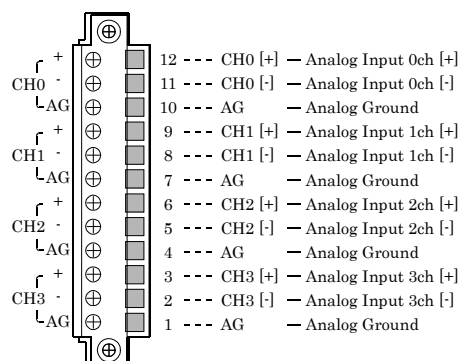 + 12 --- CH0 [+] — Analog Input 0ch [+]
CH0 - 11 --- CH0 [-] — Analog Input 0ch [-]
AG 10 --- AG — Analog Ground
+ 9 --- CH1 [+] — Analog Input 1ch [+]
CH1 - 8 --- CH1 [-] — Analog Input 1ch [-]
AG 7 --- AG — Analog Ground
+ 6 --- CH2 [+] — Analog Input 2ch [+]
CH2 - 5 --- CH2 [-] — Analog Input 2ch [-]
AG 4 --- AG — Analog Ground
+ 3 --- CH3 [+] — Analog Input 3ch [+]
CH3 - 2 --- CH3 [-] — Analog Input 3ch [-]
AG 1 --- AG — Analog Ground